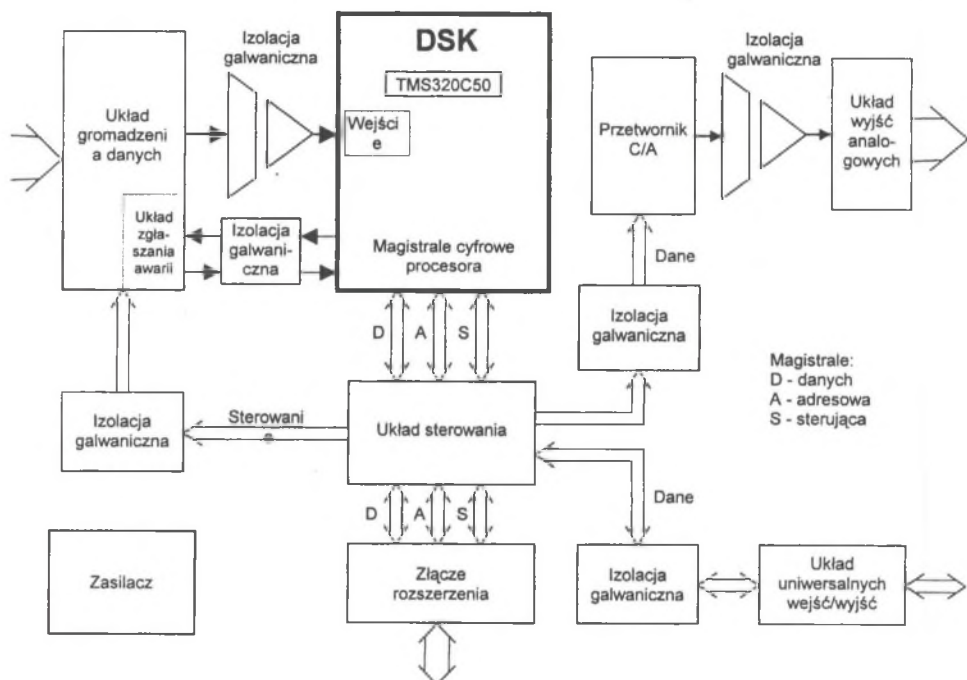 Izolacja
galwaniczna
DSK
TMS320C50
Wejści
e
Magistrale cyfrowe
procesora
Układ
gromadzeni
a danych
Układ
zgła-
szania
awarii
Izolacja
galwani-
czna
Przetwornik
C/A
Izolacja
galwaniczna
Układ
wyjść
analo-
gowych
Dane
Izolacja
galwaniczna
D
A
S
Magistrale:
D - danych
A - adresowa
S - sterująca
Izolacja
galwaniczna
Sterowani
e
Układ sterowania
Dane
D
A
S
Zasilacz
Złącze
rozszerzenia
Izolacja
galwaniczna
Układ
uniwersalnych
wejść/wyjść